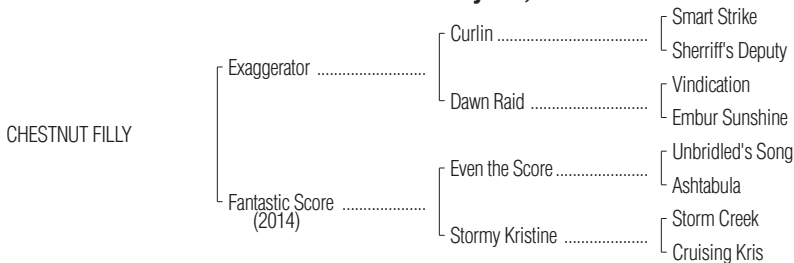 Smart Strike
Curlin
Sherriff's Deputy
Exaggerator
Vindication
Dawn Raid
Embur Sunshine
CHESTNUT FILLY
Unbridled's Song
Even the Score
Ashtabula
Fantastic Score
(2014)
Storm Creek
Stormy Kristine
Cruising Kris